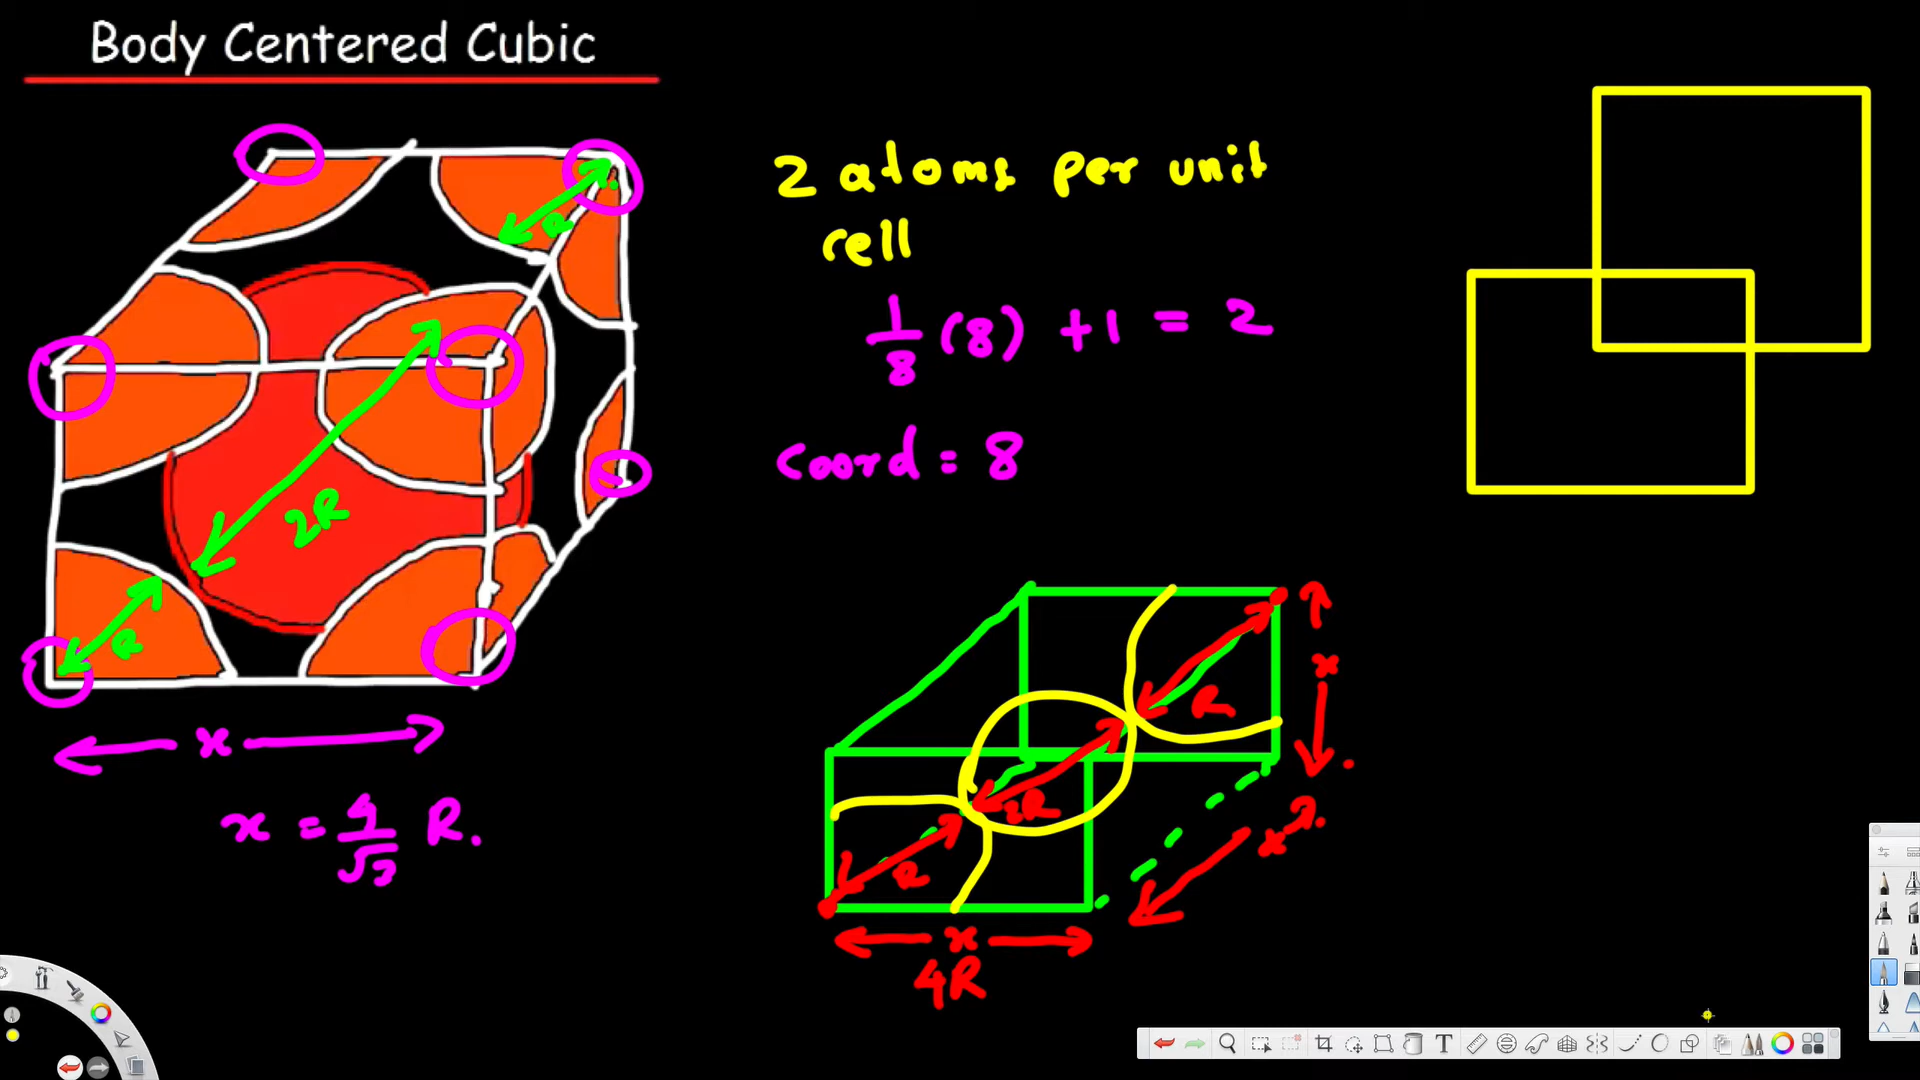 Body Centered Cubic
2 atoms per unit
cell
1/8 (8) + 1 = 2
coord = 8
R
2R
R
x
x = 4/√3 R.
x
R
2R
x
R
x
4R
T